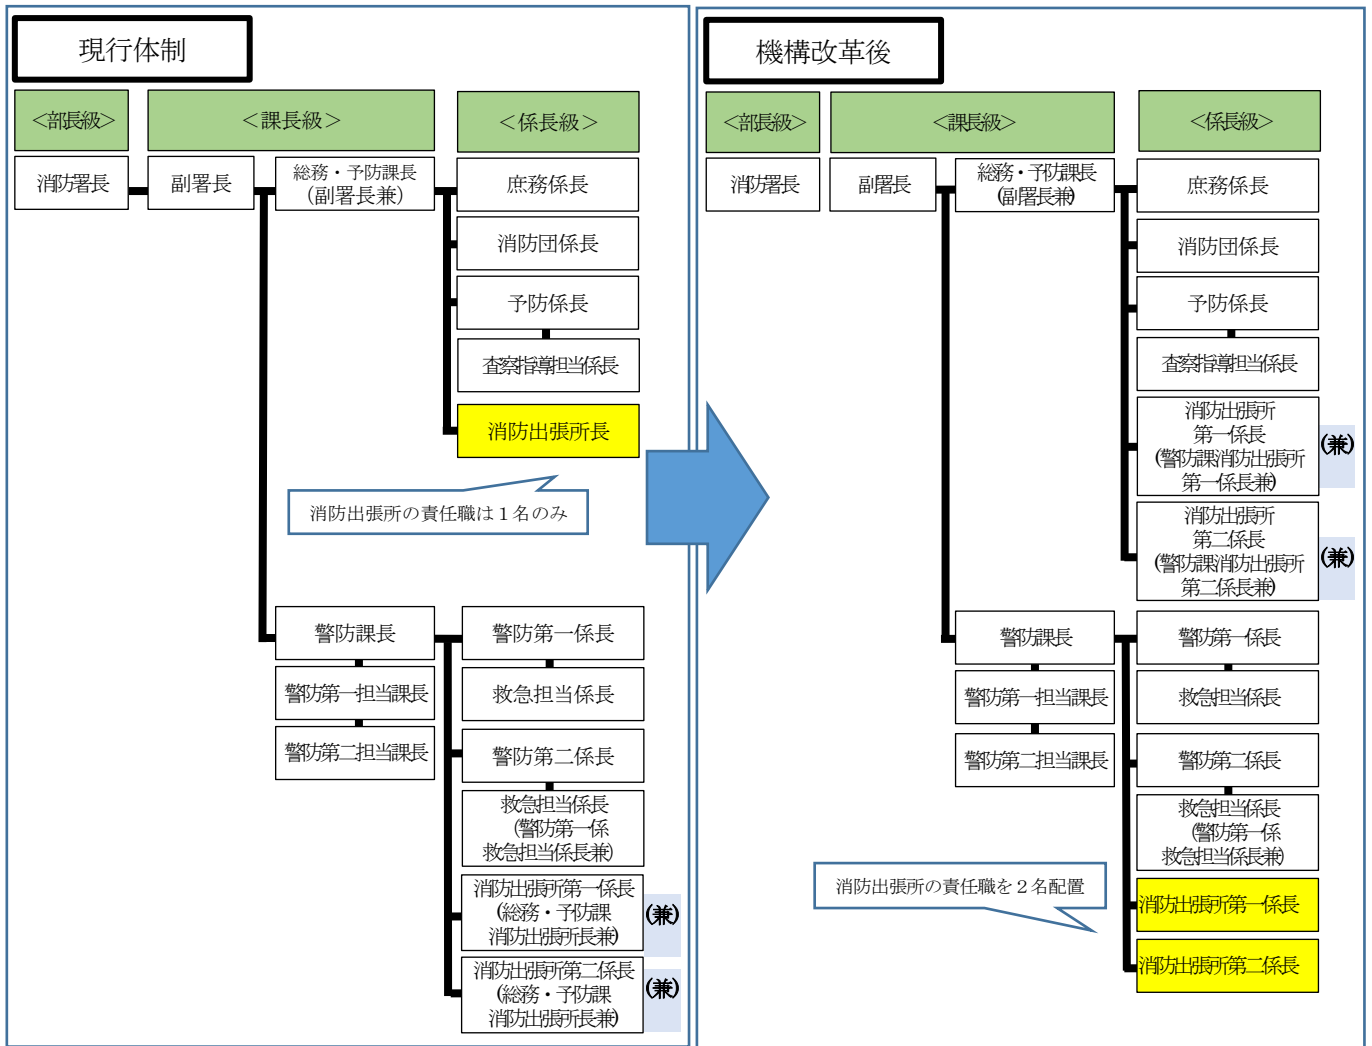 現行体制
<部長級>
<課長級>
<係長級>
消防署長
副署長
総務・予防課長
(副署長兼)
庶務係長
消防団係長
予防係長
査察指導担当係長
消防出張所長
消防出張所の責任職は１名のみ
警防課長
警防第一担当課長
警防第二担当課長
警防第一係長
救急担当係長
警防第二係長
救急担当係長
(警防第一係
救急担当係長兼)
消防出張所第一係長
(総務・予防課
消防出張所長兼)
(兼)
消防出張所第二係長
(総務・予防課
消防出張所長兼)
(兼)
機構改革後
<部長級>
<課長級>
<係長級>
消防署長
副署長
総務・予防課長
(副署長兼)
庶務係長
消防団係長
予防係長
査察指導担当係長
消防出張所
第一係長
(警防課消防出張所
第一係長兼)
(兼)
消防出張所
第二係長
(警防課消防出張所
第二係長兼)
(兼)
警防課長
警防第一担当課長
警防第二担当課長
警防第一係長
救急担当係長
警防第二係長
救急担当係長
(警防第一係
救急担当係長兼)
消防出張所の責任職を２名配置
消防出張所第一係長
消防出張所第二係長